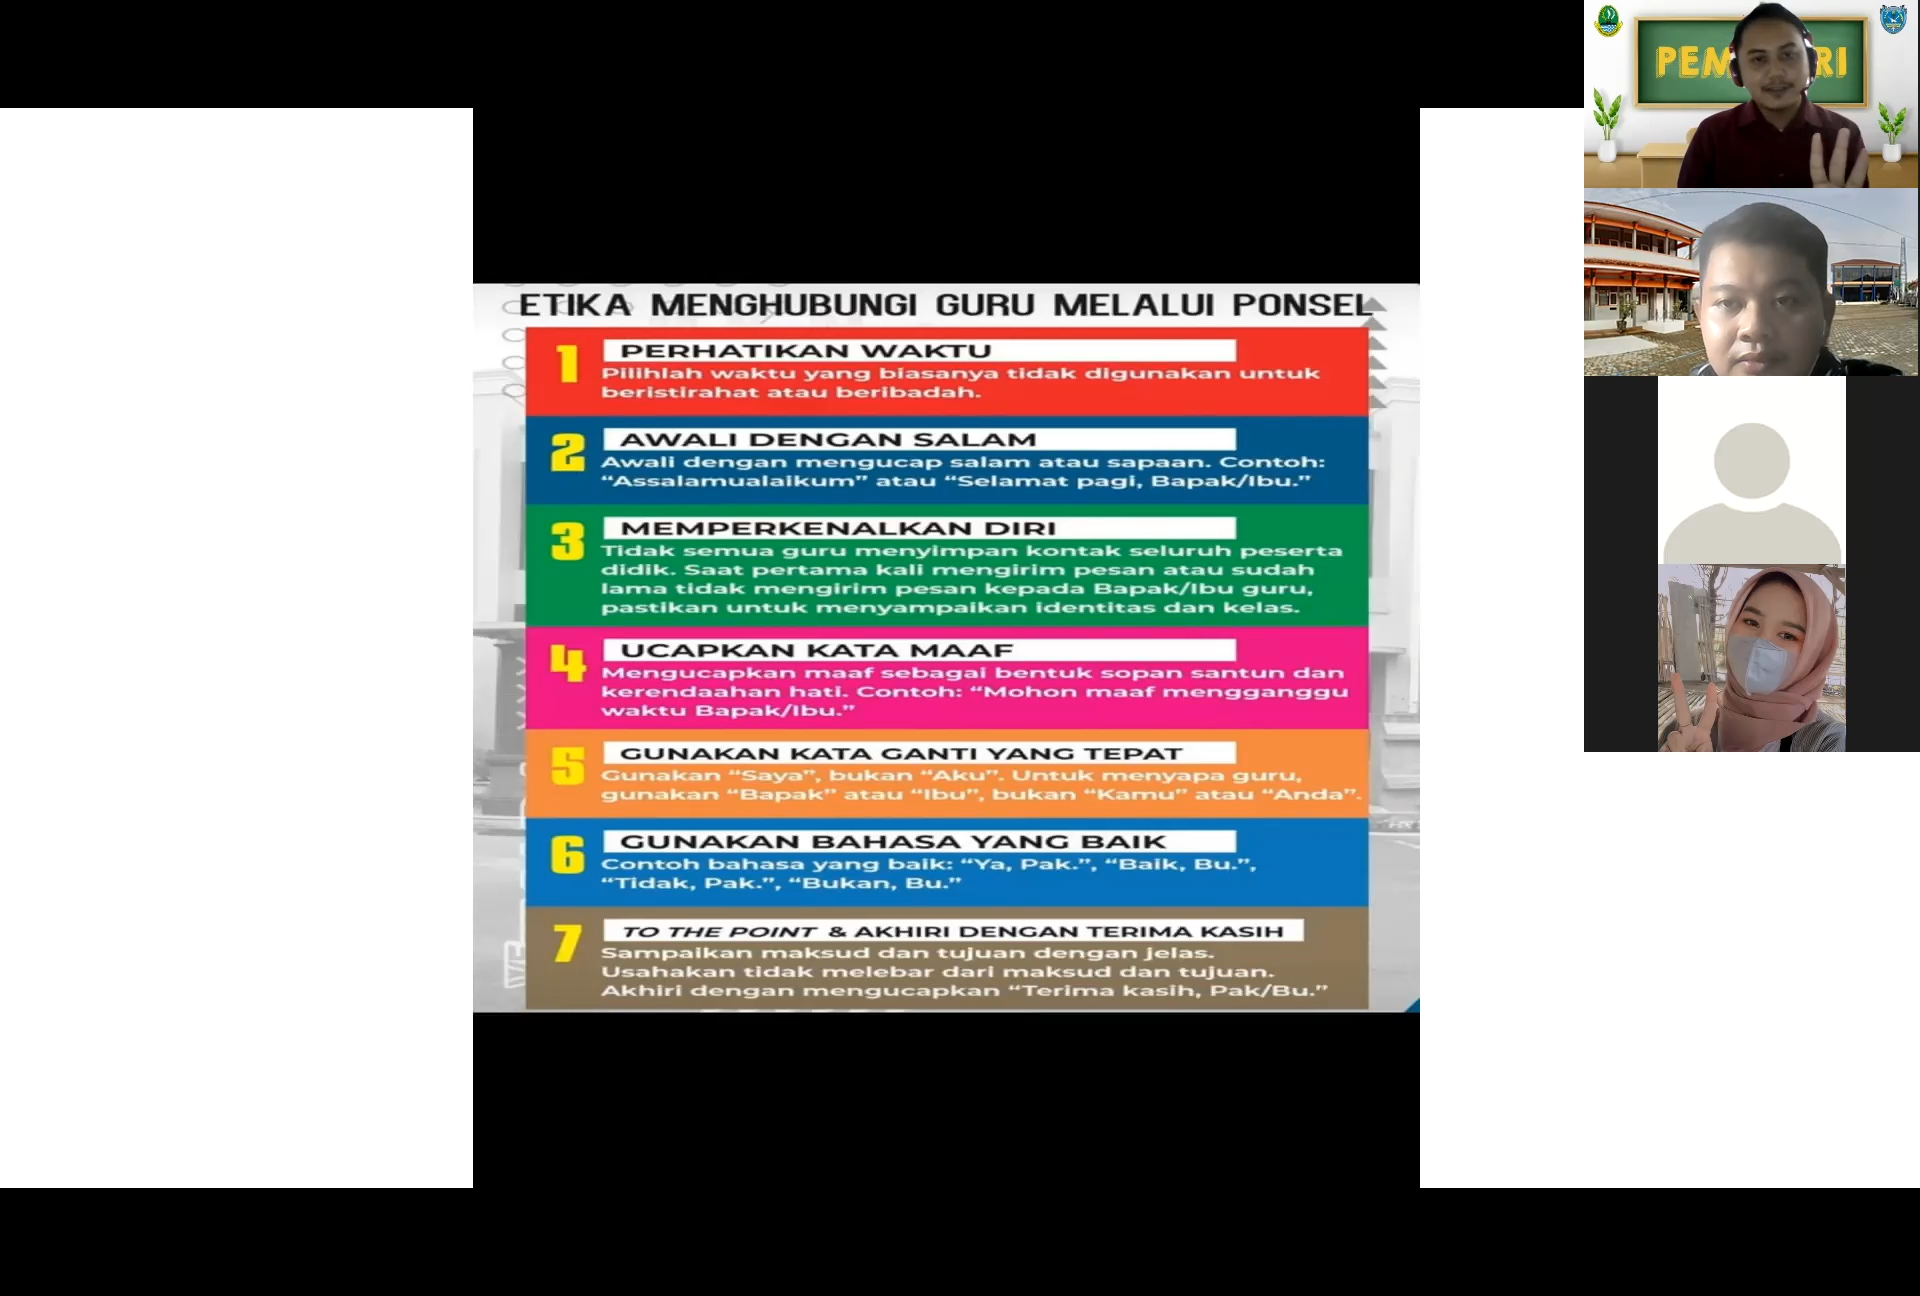 ETIKA MENGHUBUNGI GURU MELALUI PONSEL
1
PERHATIKAN WAKTU
Pilihlah waktu yang biasanya tidak digunakan untuk
beristirahat atau beribadah.
2
AWALI DENGAN SALAM
Awali dengan mengucap salam atau sapaan. Contoh:
“Assalamualaikum” atau “Selamat pagi, Bapak/Ibu.”
3
MEMPERKENALKAN DIRI
Tidak semua guru menyimpan kontak seluruh peserta
didik. Saat pertama kali mengirim pesan atau sudah
lama tidak mengirim pesan kepada Bapak/Ibu guru,
pastikan untuk menyampaikan identitas dan kelas.
4
UCAPKAN KATA MAAF
Mengucapkan maaf sebagai bentuk sopan santun dan
kerendaahan hati. Contoh: “Mohon maaf mengganggu
waktu Bapak/Ibu.”
5
GUNAKAN KATA GANTI YANG TEPAT
Gunakan “Saya”, bukan “Aku”. Untuk menyapa guru,
gunakan “Bapak” atau “Ibu”, bukan “Kamu” atau “Anda”.
6
GUNAKAN BAHASA YANG BAIK
Contoh bahasa yang baik: “Ya, Pak.”, “Baik, Bu.”,
“Tidak, Pak.”, “Bukan, Bu.”
7
TO THE POINT & AKHIRI DENGAN TERIMA KASIH
Sampaikan maksud dan tujuan dengan jelas.
Usahakan tidak melebar dari maksud dan tujuan.
Akhiri dengan mengucapkan “Terima kasih, Pak/Bu.”